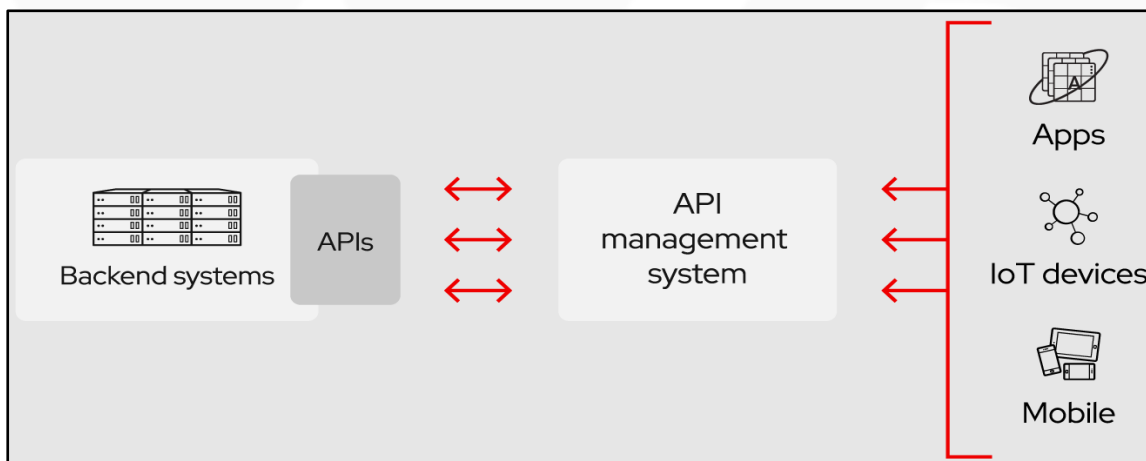 Backend systems
APIs
API
management
system
A
Apps
IoT devices
Mobile